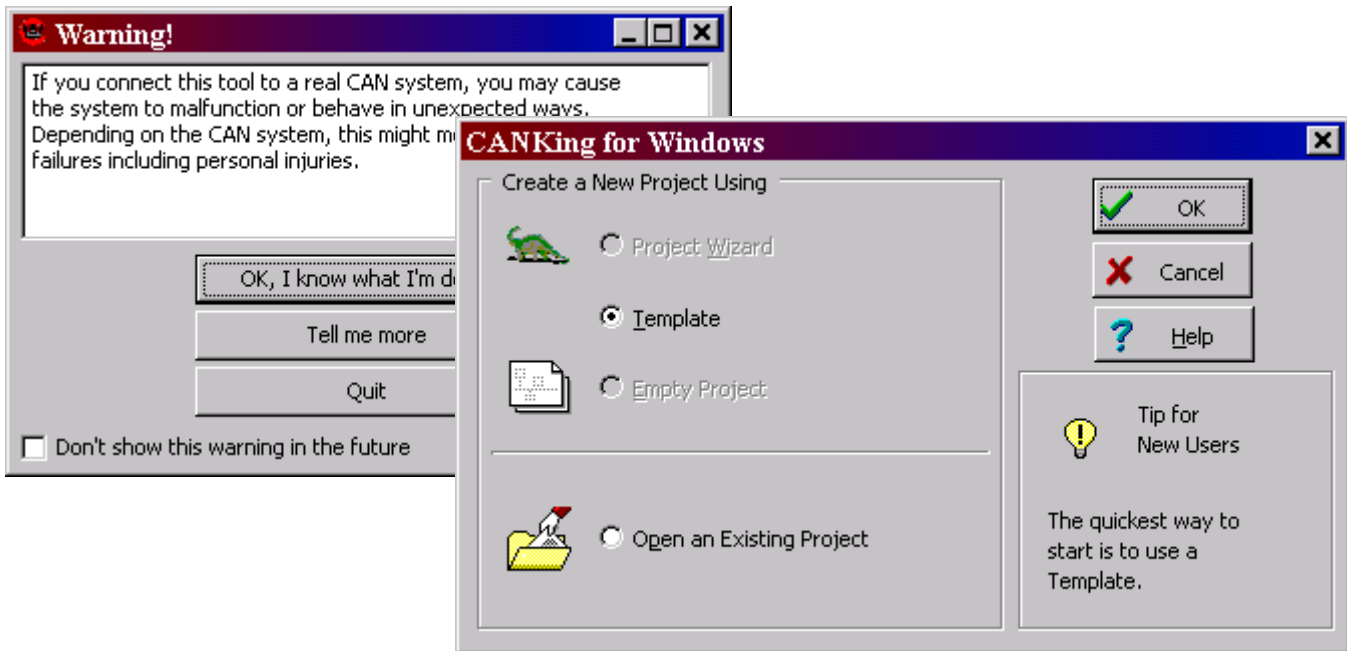 Warning!
If you connect this tool to a real CAN system, you may cause
the system to malfunction or behave in unexpected ways.
Depending on the CAN system, this might
failures including personal injuries.
OK, I know what I'm
Tell me more
Quit
Don't show this warning in the future
CANKing for Windows
Create a New Project Using
Project Wizard
Template
Empty Project
Open an Existing Project
OK
Cancel
Help
Tip for
New Users
The quickest way to
start is to use a
Template.